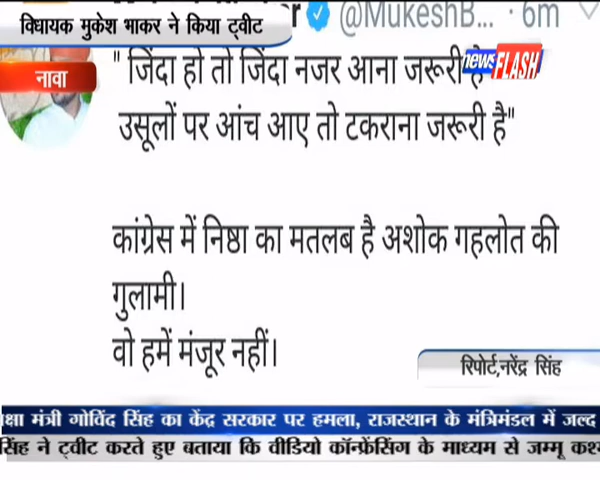 विधायक मुकेश भाकर ने किया ट्वीट
@MukeshB... · 6m
नावा
news FLASH
" जिंदा हो तो जिंदा नजर आना जरूरी है
उसूलों पर आंच आए तो टकराना जरूरी है"
कांग्रेस में निष्ठा का मतलब है अशोक गहलोत की
गुलामी।
वो हमें मंजूर नहीं।
रिपोर्ट,नरेंद्र सिंह
मंत्री गोविंद सिंह का केंद्र सरकार पर हमला, राजस्थान के मंत्रिमंडल में जल्द
सिंह ने ट्वीट करते हुए बताया कि वीडियो कॉन्फ्रेंसिंग के माध्यम से जम्मू